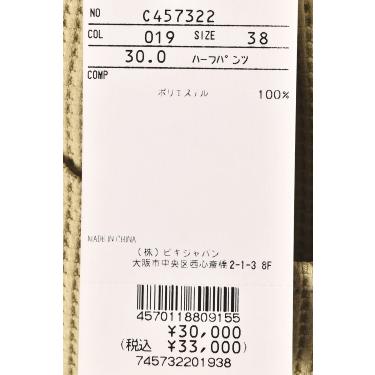 NO C457322
COL 019 SIZE 38
30.0 ハーフパンツ
COMP
ポリエステル 100%
MADE IN CHINA
(株)ビギジャパン
大阪市中央区西心斎橋2-1-3 8F
4570118809155
¥30,000
(税込 ¥33,000)
745732201938